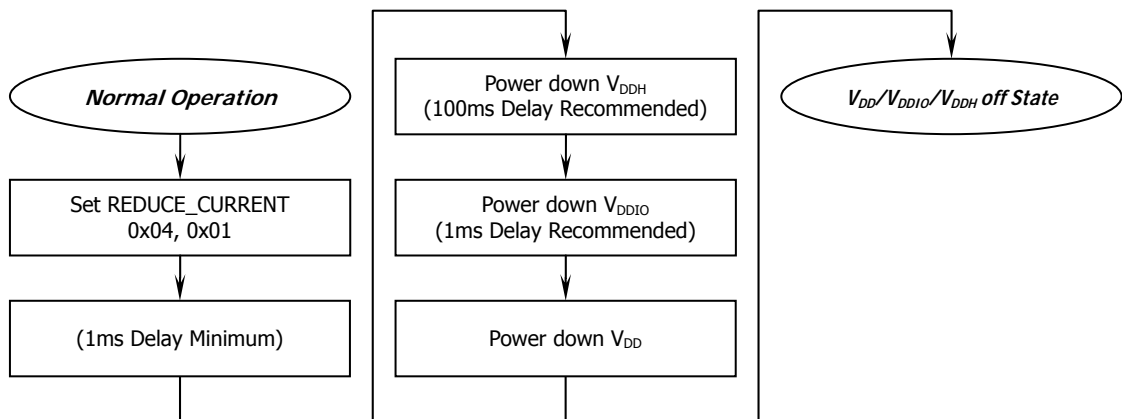 Normal Operation
Set REDUCE_CURRENT
0x04, 0x01
(1ms Delay Minimum)
Power down VDDH
(100ms Delay Recommended)
Power down VDDIO
(1ms Delay Recommended)
Power down VDD
VDD/VDDIO/VDDH off State